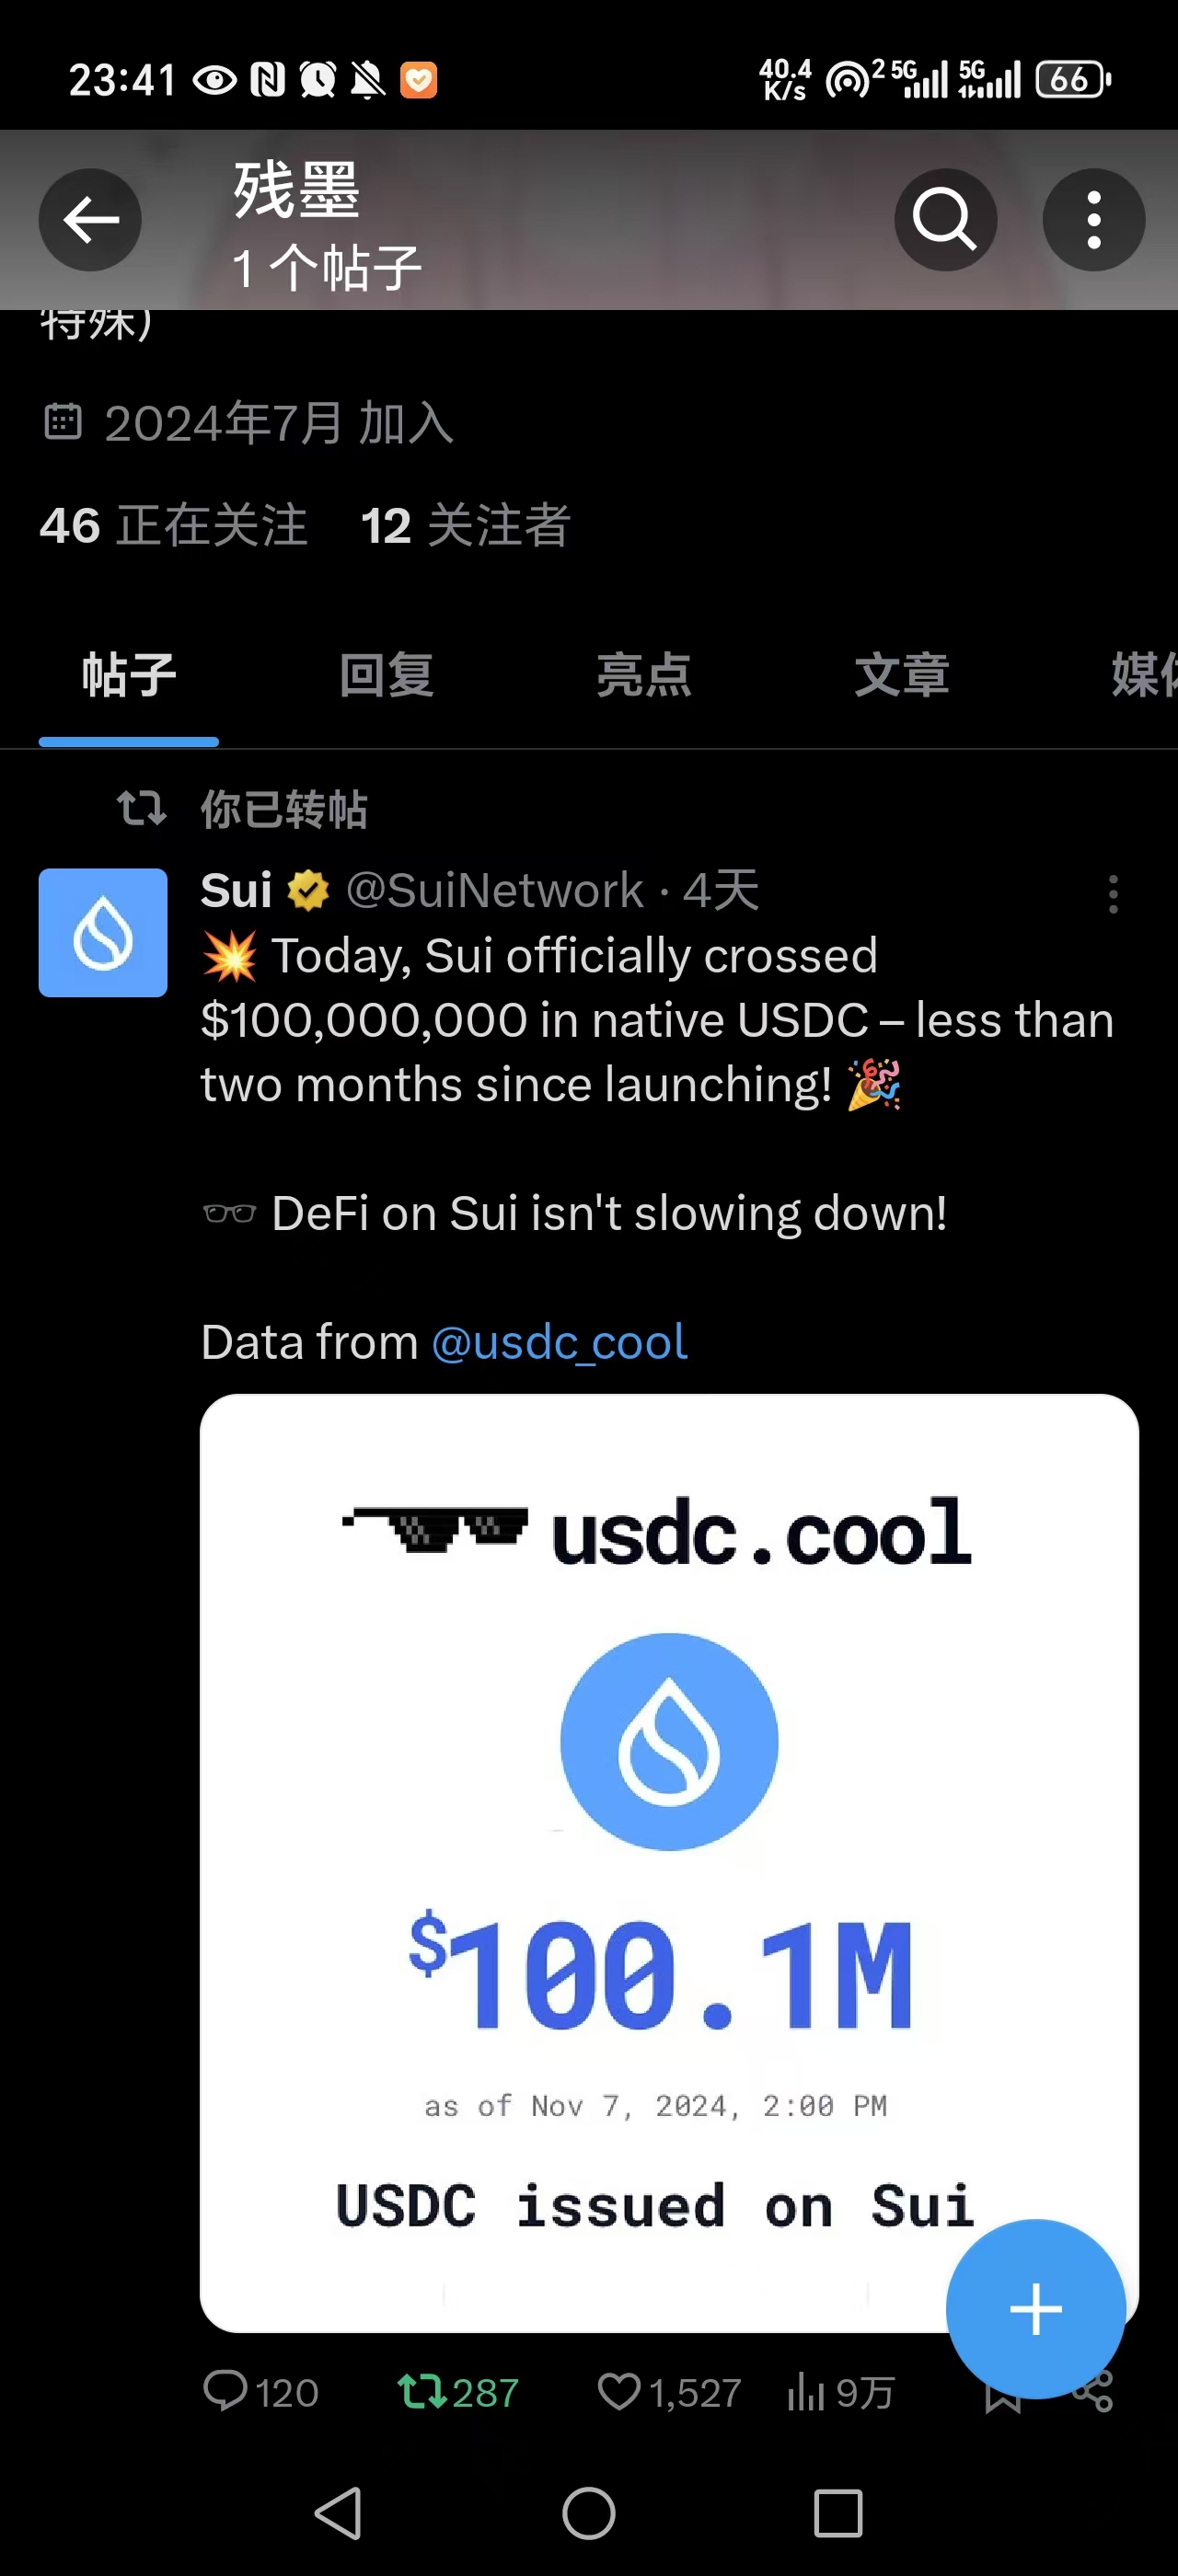 23:41
40.4 K/s
2 5G 5G 66
残墨
1 个帖子
特殊)
2024年7月 加入
46 正在关注 12 关注者
帖子 回复 亮点 文章 媒体
你已转帖
Sui @SuiNetwork · 4天
💥 Today, Sui officially crossed
$100,000,000 in native USDC – less than
two months since launching! 🎉
🕶️ DeFi on Sui isn't slowing down!
Data from @usdc_cool
usdc.cool
$100.1M
as of Nov 7, 2024, 2:00 PM
USDC issued on Sui
120 287 1,527 9万